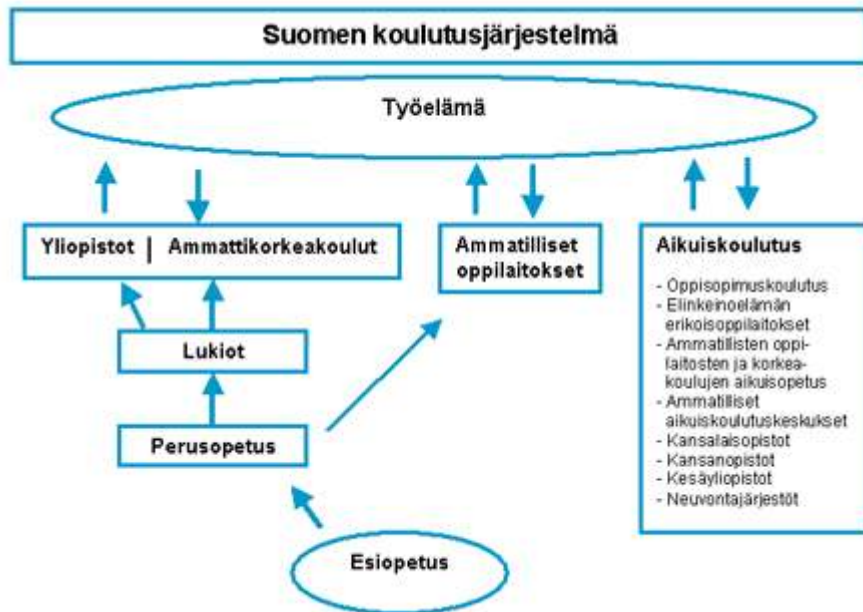 Suomen koulutusjärjestelmä
Työelämä
Yliopistot | Ammattikorkeakoulut
Ammatilliset
oppilaitokset
Aikuiskoulutus
- Oppisopimuskoulutus
- Elinkeinoelämän
erikoisoppilaitokset
- Ammatillisten oppi-
laitosten ja korkea-
koulujen aikuisopetus
- Ammatilliset
aikuiskoulutuskeskukset
- Kansalaisopistot
- Kansanopistot
- Kesäyliopistot
- Neuvontajärjestöt
Lukiot
Perusopetus
Esiopetus